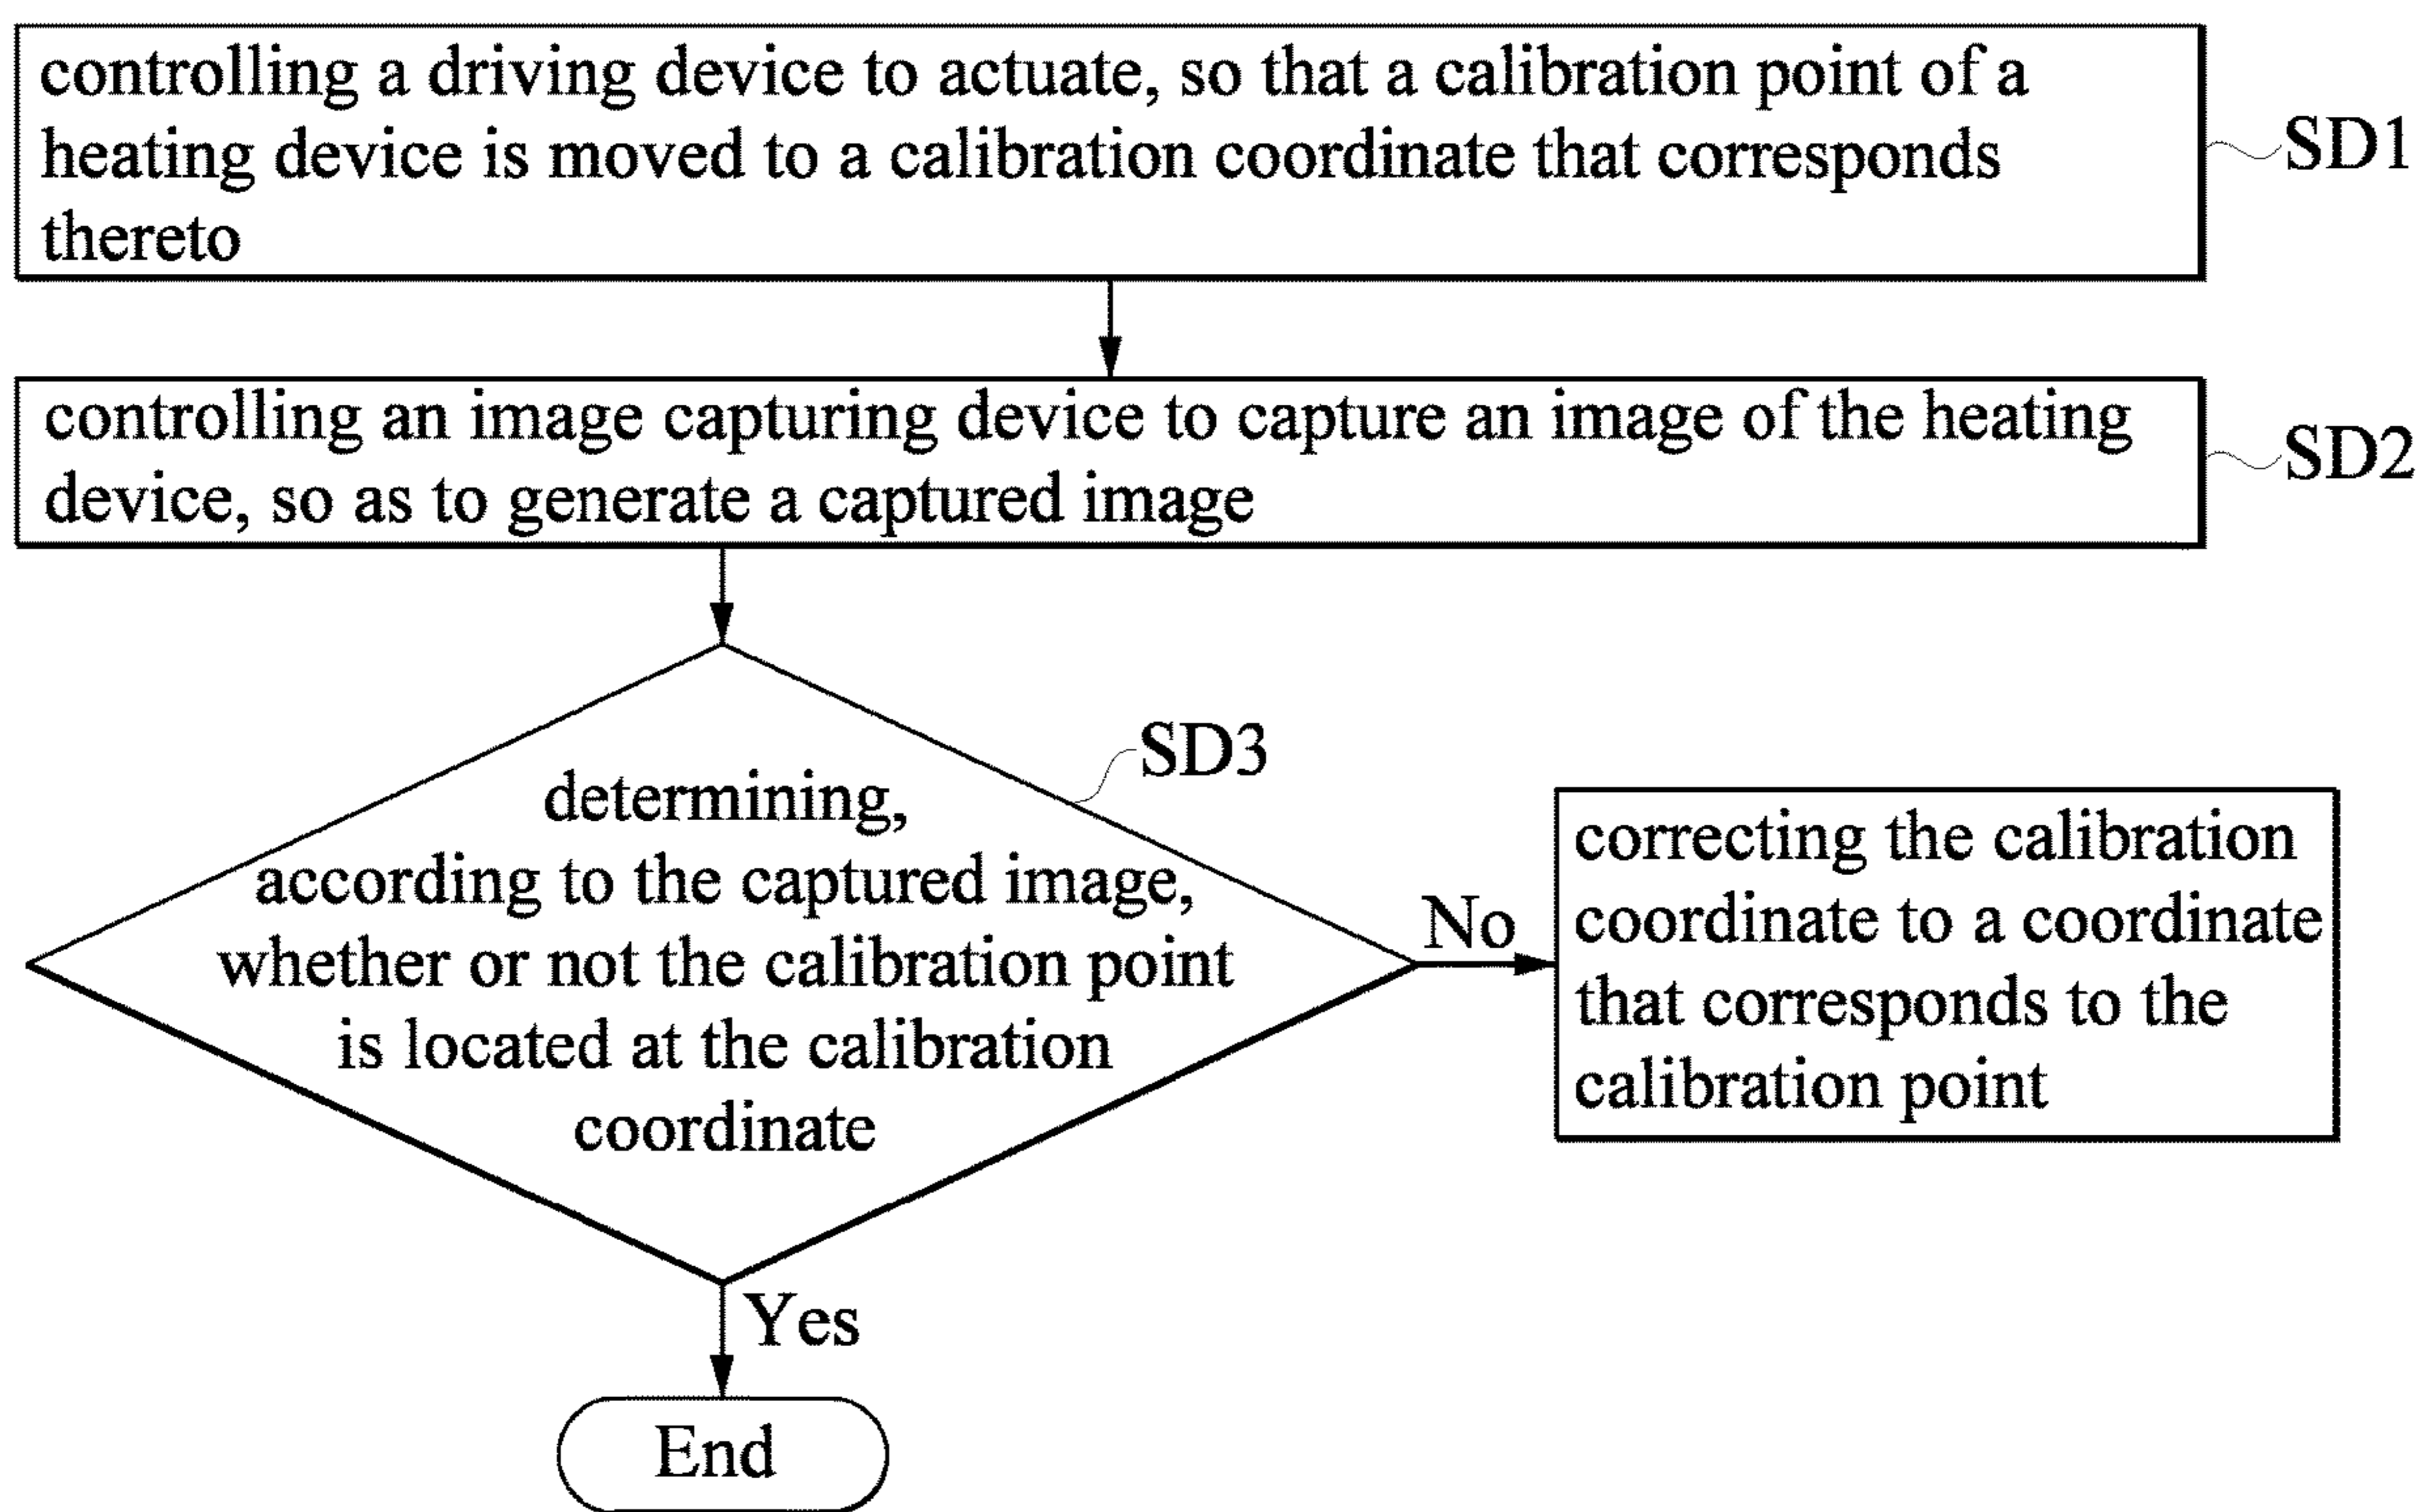 controlling a driving device to actuate, so that a calibration point of a
heating device is moved to a calibration coordinate that corresponds
thereto
SD1
controlling an image capturing device to capture an image of the heating
device, so as to generate a captured image
SD2
SD3
determining,
according to the captured image,
whether or not the calibration point
is located at the calibration
coordinate
No
correcting the calibration
coordinate to a coordinate
that corresponds to the
calibration point
Yes
End